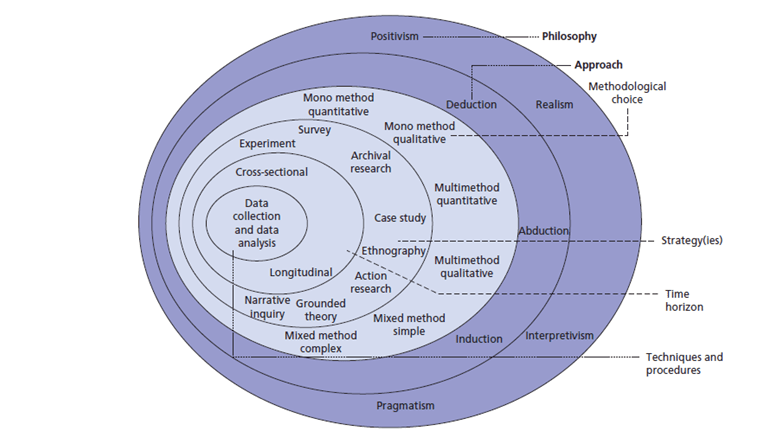 Positivism
Philosophy
Approach
Methodological
choice
Mono method
quantitative
Deduction
Realism
Survey
Mono method
qualitative
Experiment
Archival
research
Cross-sectional
Multimethod
quantitative
Data
collection
and data
analysis
Case study
Abduction
Strategy(ies)
Ethnography
Multimethod
qualitative
Longitudinal
Action
research
Time
horizon
Narrative
inquiry
Grounded
theory
Mixed method
simple
Mixed method
complex
Induction
Interpretivism
Techniques and
procedures
Pragmatism